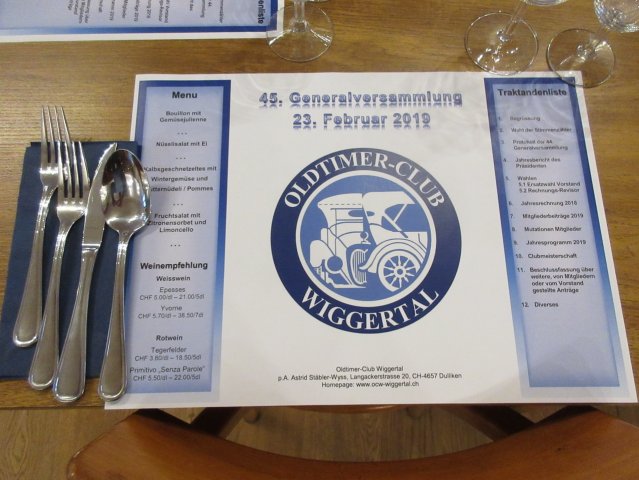 45. Generalversammlung
23. Februar 2019
Menu
Bouillon mit
Gemüsejulienne
- - -
Nüsslisalat mit Ei
- - -
Kalbsgeschnetzeltes mit
Wintergemüse und
Butternüdeli / Pommes
- - -
Fruchtsalat mit
Zitronensorbet und
Limoncello
- - -
Weinempfehlung
Weisswein
Epesses
CHF 5.00/dl – 21.00/5dl
Yvorne
CHF 5.70/dl – 38.50/7dl
Rotwein
Tegerfelder
CHF 3.60/dl – 18.50/5dl
Primitivo „Senza Parole"
CHF 5.50/dl – 22.00/5dl
OLDTIMER-CLUB
WIGGERTAL
Oldtimer-Club Wiggertal
p.A. Astrid Stäbler-Wyss, Langackerstrasse 20, CH-4657 Dulliken
Homepage: www.ocw-wiggertal.ch
Traktandenliste
1. Begrüssung
2. Wahl der Stimmenzähler
3. Protokoll der 44.
Generalversammlung
4. Jahresbericht des
Präsidenten
5. Wahlen
5.1 Ersatzwahl Vorstand
5.2 Rechnungs-Revisor
6. Jahresrechnung 2018
7. Mitgliederbeiträge 2019
8. Mutationen Mitglieder
9. Jahresprogramm 2019
10. Clubmeisterschaft
11. Beschlussfassung über
weitere, von Mitgliedern
oder vom Vorstand
gestellte Anträge
12. Diverses